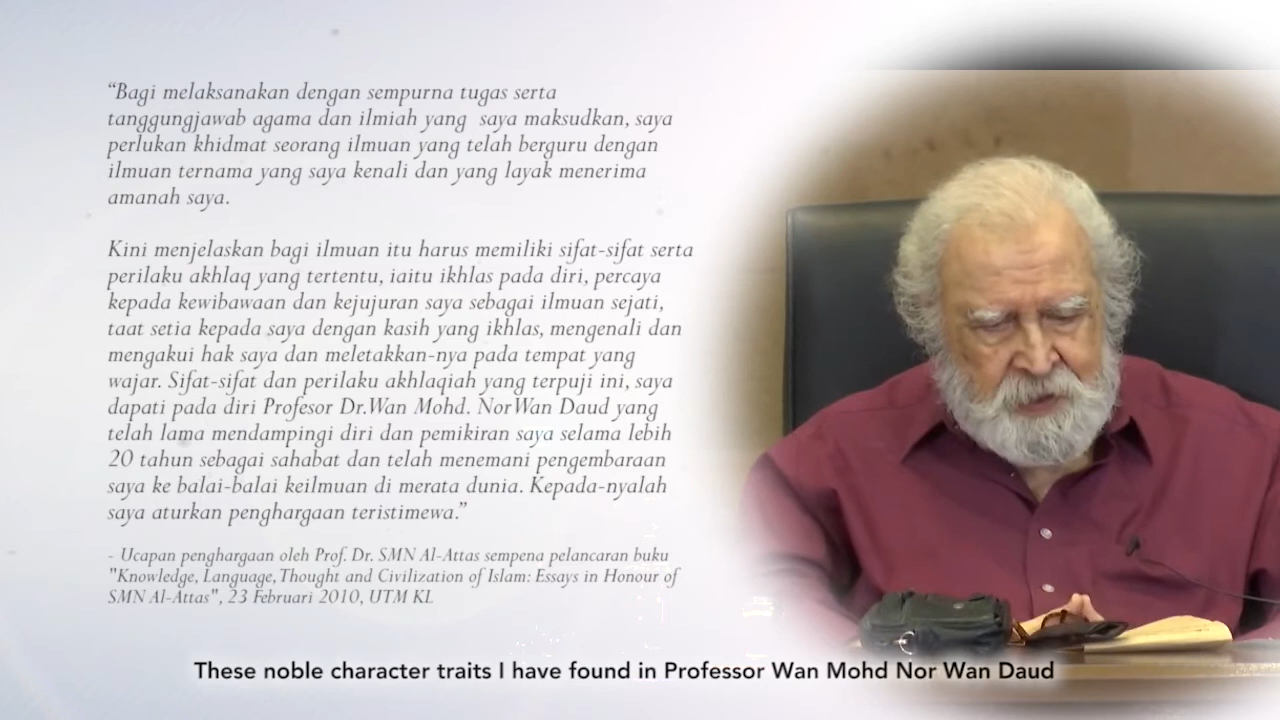 “Bagi melaksanakan dengan sempurna tugas serta
tanggungjawab agama dan ilmiah yang saya maksudkan, saya
perlukan khidmat seorang ilmuan yang telah berguru dengan
ilmuan ternama yang saya kenali dan yang layak menerima
amanah saya.
Kini menjelaskan bagi ilmuan itu harus memiliki sifat-sifat serta
perilaku akhlaq yang tertentu, iaitu ikhlas pada diri, percaya
kepada kewibawaan dan kejujuran saya sebagai ilmuan sejati,
taat setia kepada saya dengan kasih yang ikhlas, mengenali dan
mengakui hak saya dan meletakkan-nya pada tempat yang
wajar. Sifat-sifat dan perilaku akhlaqiah yang terpuji ini, saya
dapati pada diri Profesor Dr.Wan Mohd. NorWan Daud yang
telah lama mendampingi diri dan pemikiran saya selama lebih
20 tahun sebagai sahabat dan telah menemani pengembaraan
saya ke balai-balai keilmuan di merata dunia. Kepada-nyalah
saya aturkan penghargaan teristimewa.”
- Ucapan penghargaan oleh Prof. Dr. SMN Al-Attas sempena pelancaran buku
"Knowledge, Language, Thought and Civilization of Islam: Essays in Honour of
SMN Al-Attas", 23 Februari 2010, UTM KL
These noble character traits I have found in Professor Wan Mohd Nor Wan Daud